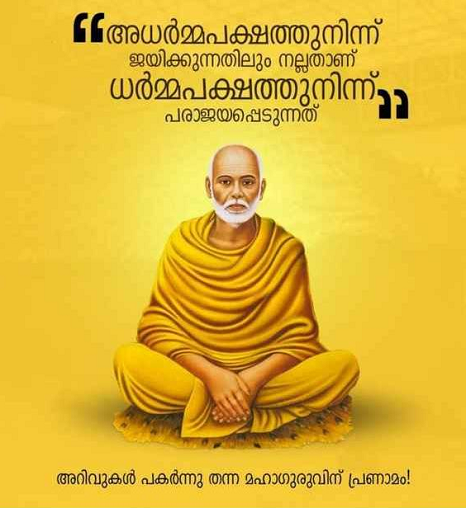 “അധർമ്മപക്ഷത്തുനിന്ന്
ജയിക്കുന്നതിലും നല്ലതാണ്
ധർമ്മപക്ഷത്തുനിന്ന്
പരാജയപ്പെടുന്നത്”
അറിവുകൾ പകർന്നു തന്ന മഹാഗുരുവിന് പ്രണാമം!